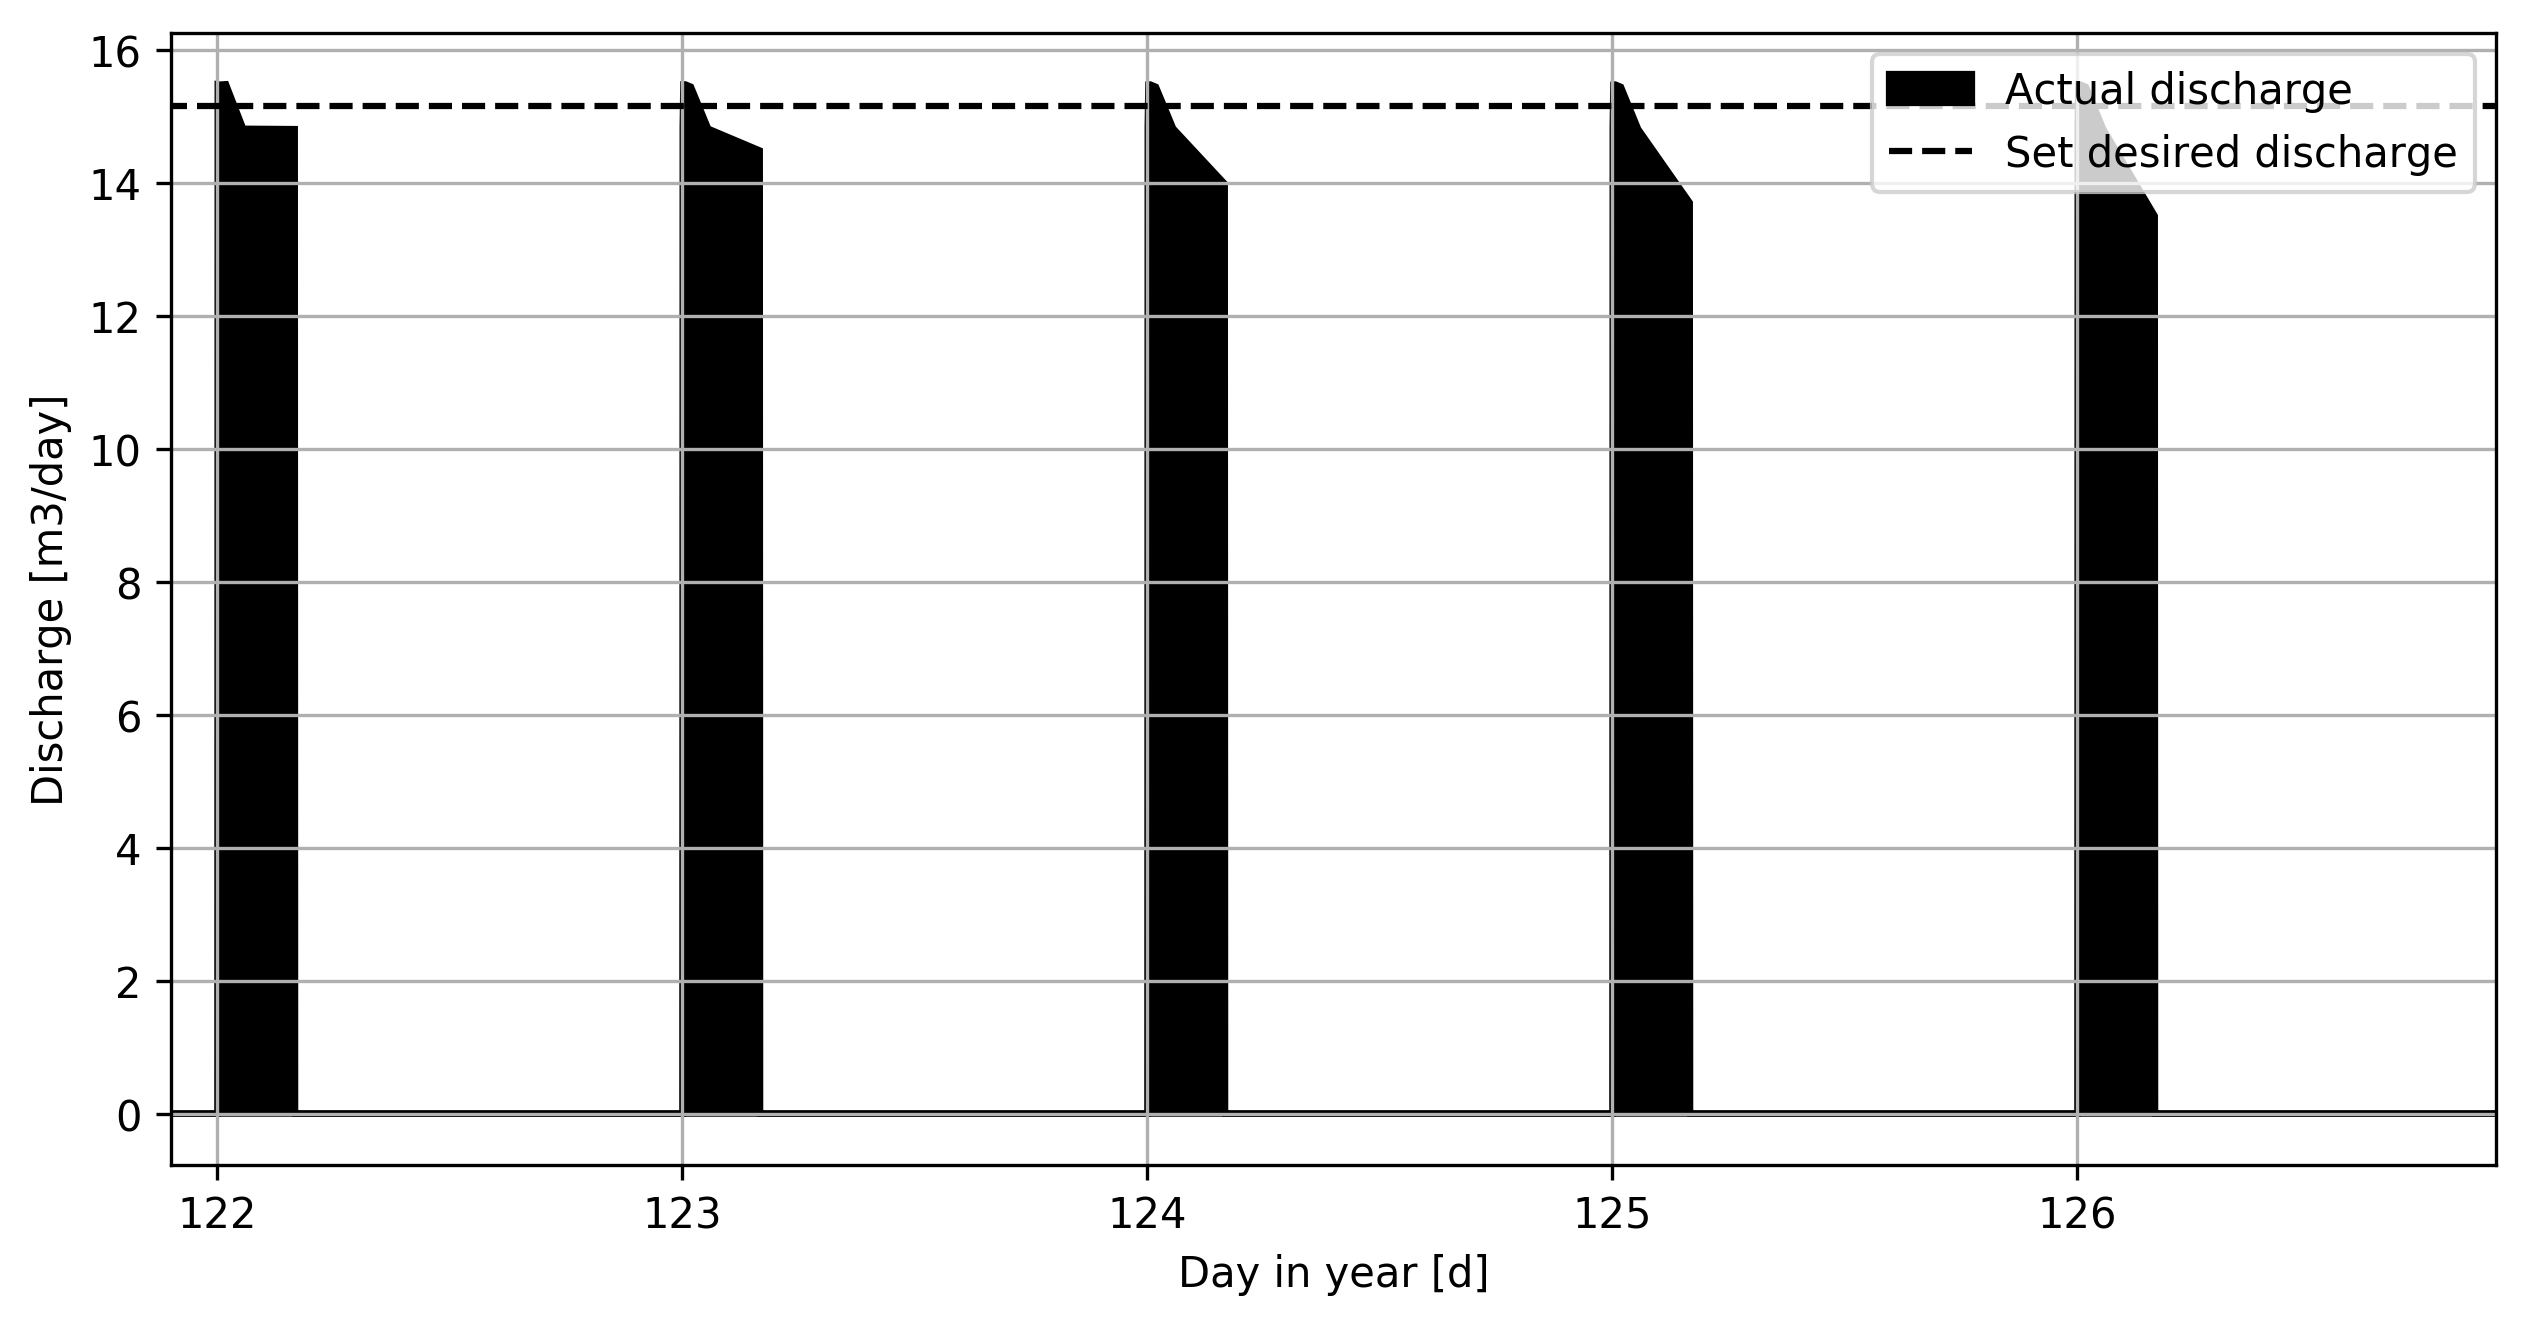 16
14
12
10
8
6
4
2
0
Discharge [m3/day]
Actual discharge
Set desired discharge
122 123 124 125 126
Day in year [d]